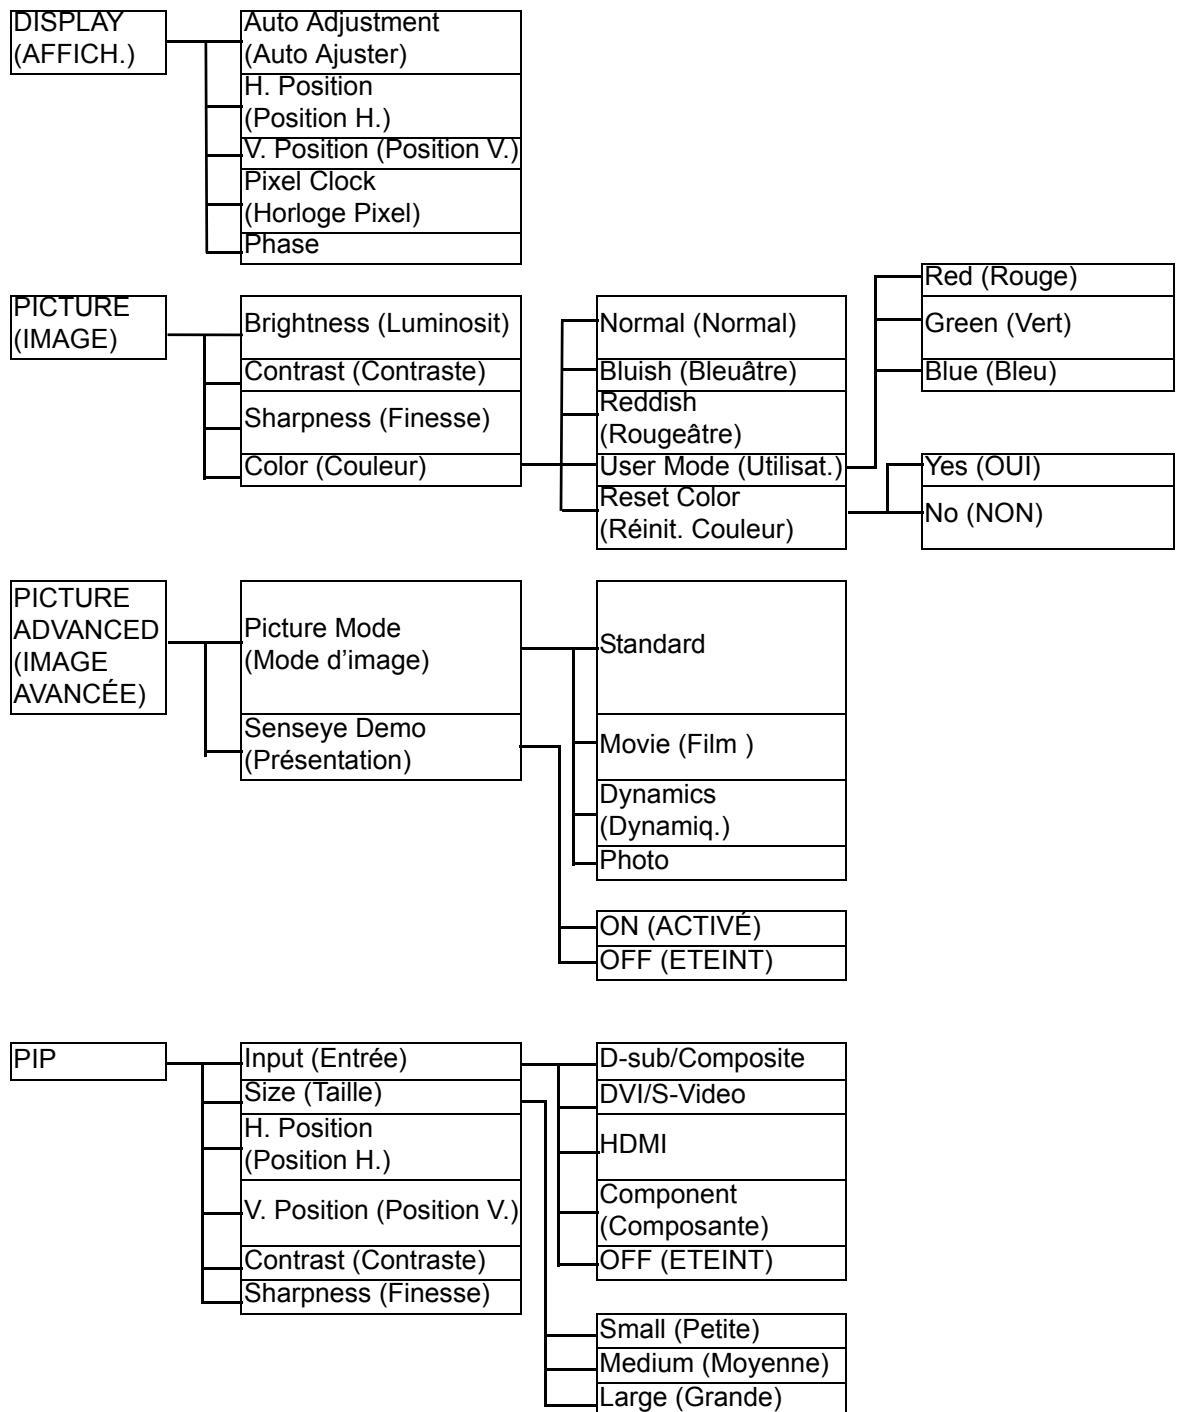 DISPLAY
(AFFICH.)
Auto Adjustment
(Auto Ajuster)
H. Position
(Position H.)
V. Position (Position V.)
Pixel Clock
(Horloge Pixel)
Phase
PICTURE
(IMAGE)
Brightness (Luminosit)
Contrast (Contraste)
Sharpness (Finesse)
Color (Couleur)
Normal (Normal)
Bluish (Bleuâtre)
Reddish
(Rougeâtre)
User Mode (Utilisat.)
Reset Color
(Réinit. Couleur)
Red (Rouge)
Green (Vert)
Blue (Bleu)
Yes (OUI)
No (NON)
PICTURE
ADVANCED
(IMAGE
AVANCÉE)
Picture Mode
(Mode d’image)
Senseye Demo
(Présentation)
Standard
Movie (Film )
Dynamics
(Dynamiq.)
Photo
ON (ACTIVÉ)
OFF (ETEINT)
PIP
Input (Entrée)
Size (Taille)
H. Position
(Position H.)
V. Position (Position V.)
Contrast (Contraste)
Sharpness (Finesse)
D-sub/Composite
DVI/S-Video
HDMI
Component
(Composante)
OFF (ETEINT)
Small (Petite)
Medium (Moyenne)
Large (Grande)